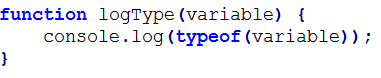 function logType(variable) {
    console.log(typeof(variable));
}